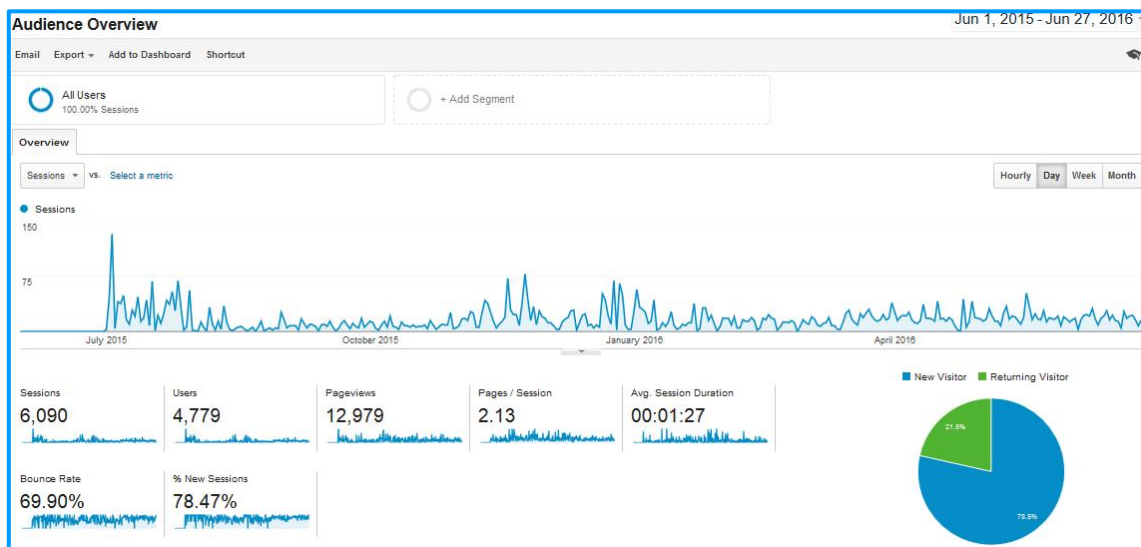 Audience Overview
Jun 1, 2015 - Jun 27, 2016
Email Export Add to Dashboard Shortcut
All Users
100.00% Sessions
+ Add Segment
Overview
Sessions vs. Select a metric
Hourly Day Week Month
Sessions
150
75
July 2015 October 2015 January 2016 April 2016
New Visitor Returning Visitor
Sessions
6,090
Users
4,779
Pageviews
12,979
Pages / Session
2.13
Avg. Session Duration
00:01:27
Bounce Rate
69.90%
% New Sessions
78.47%
21.5%
78.5%